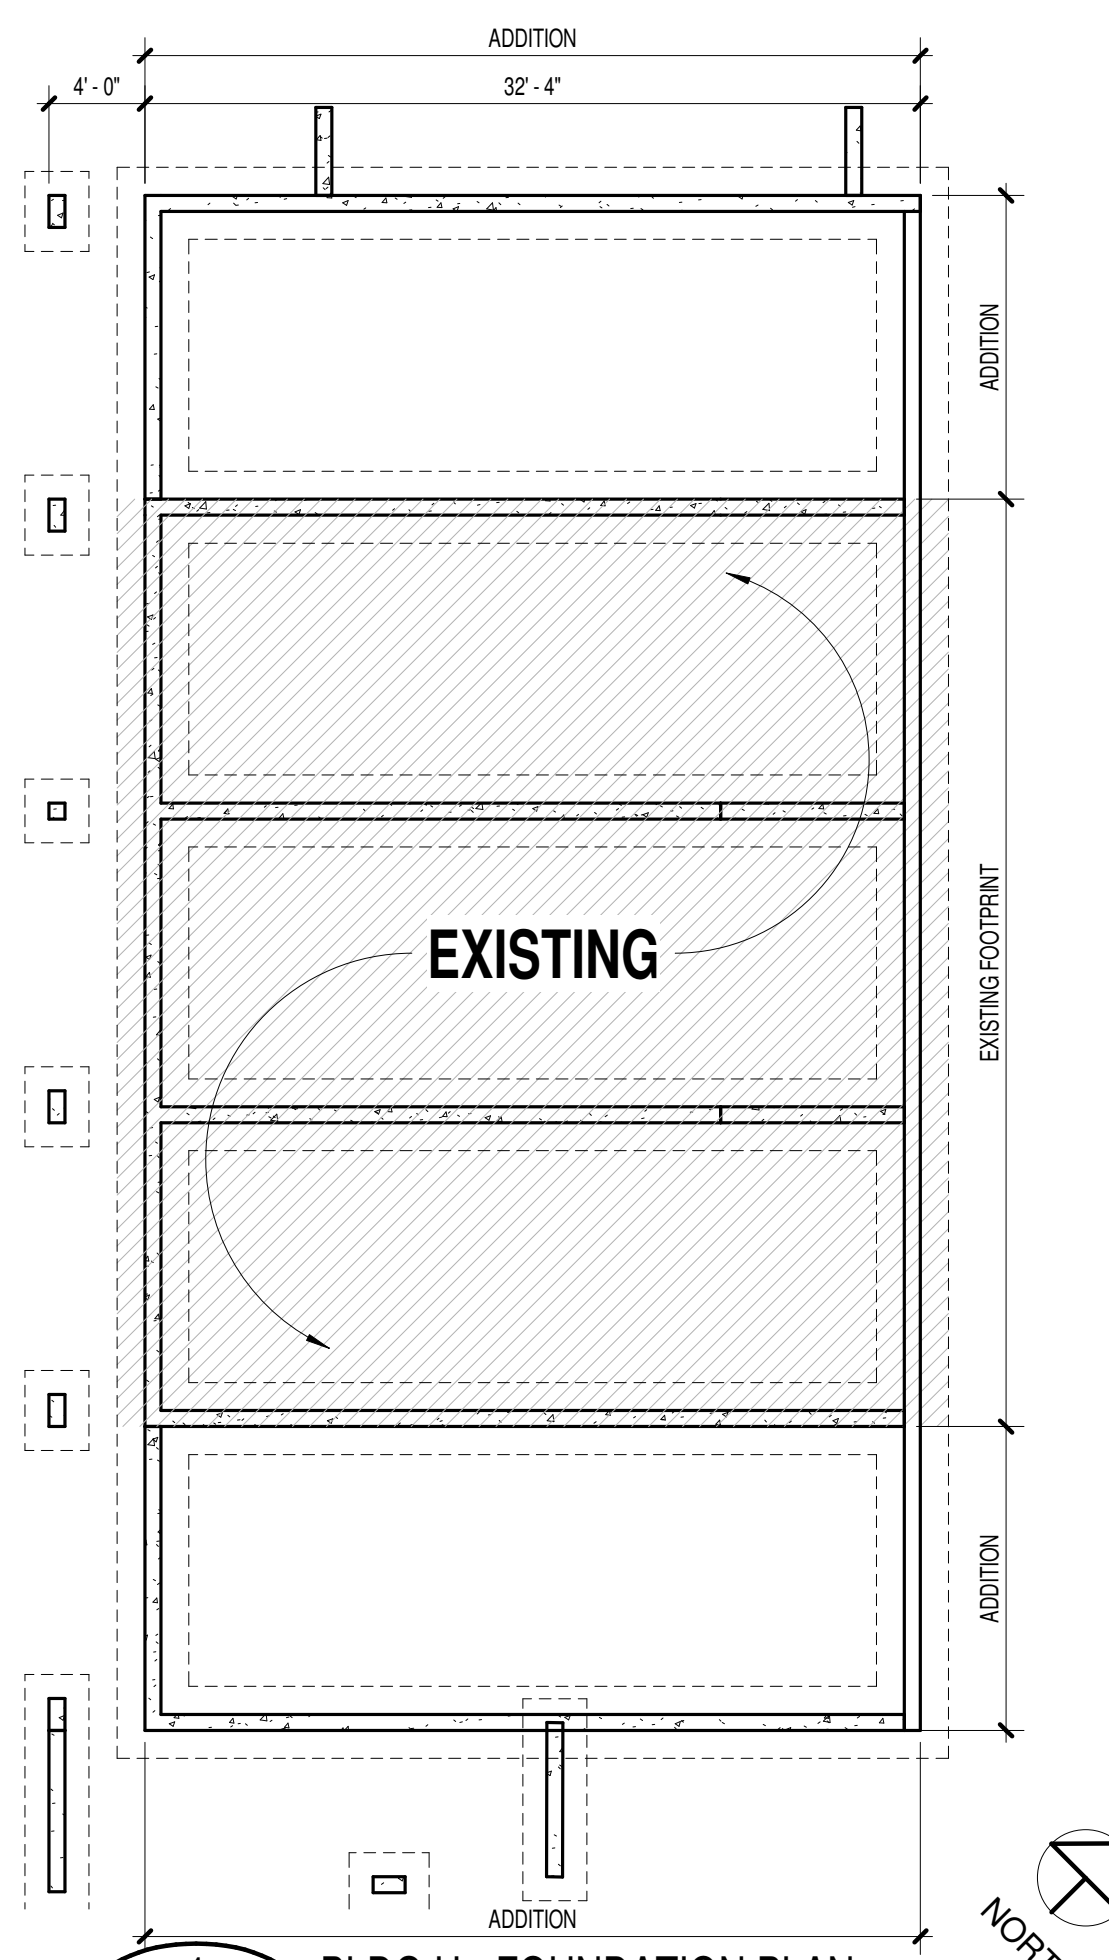 ADDITION
4' - 0"
32' - 4"
ADDITION
EXISTING FOOTPRINT
EXISTING
ADDITION
ADDITION